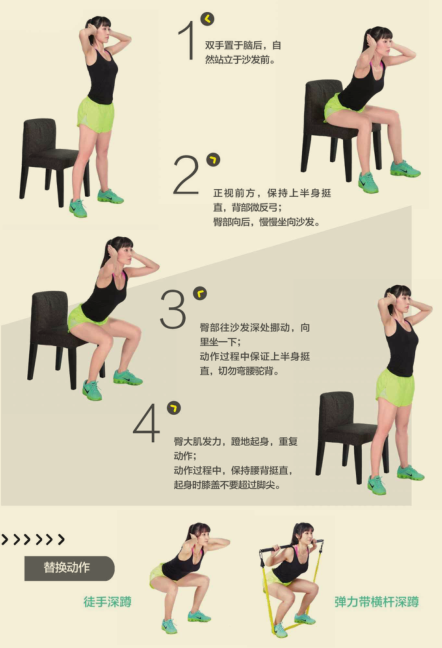 1
双手置于脑后，自
然站立于沙发前。
2
正视前方，保持上半身挺
直，背部微反弓；
臀部向后，慢慢坐向沙发。
3
臀部往沙发深处挪动，向
里坐一下；
动作过程中保证上半身挺
直，切勿弯腰驼背。
4
臀大肌发力，蹬地起身，重复
动作；
动作过程中，保持腰背挺直，
起身时膝盖不要超过脚尖。
替换动作
徒手深蹲
弹力带横杆深蹲